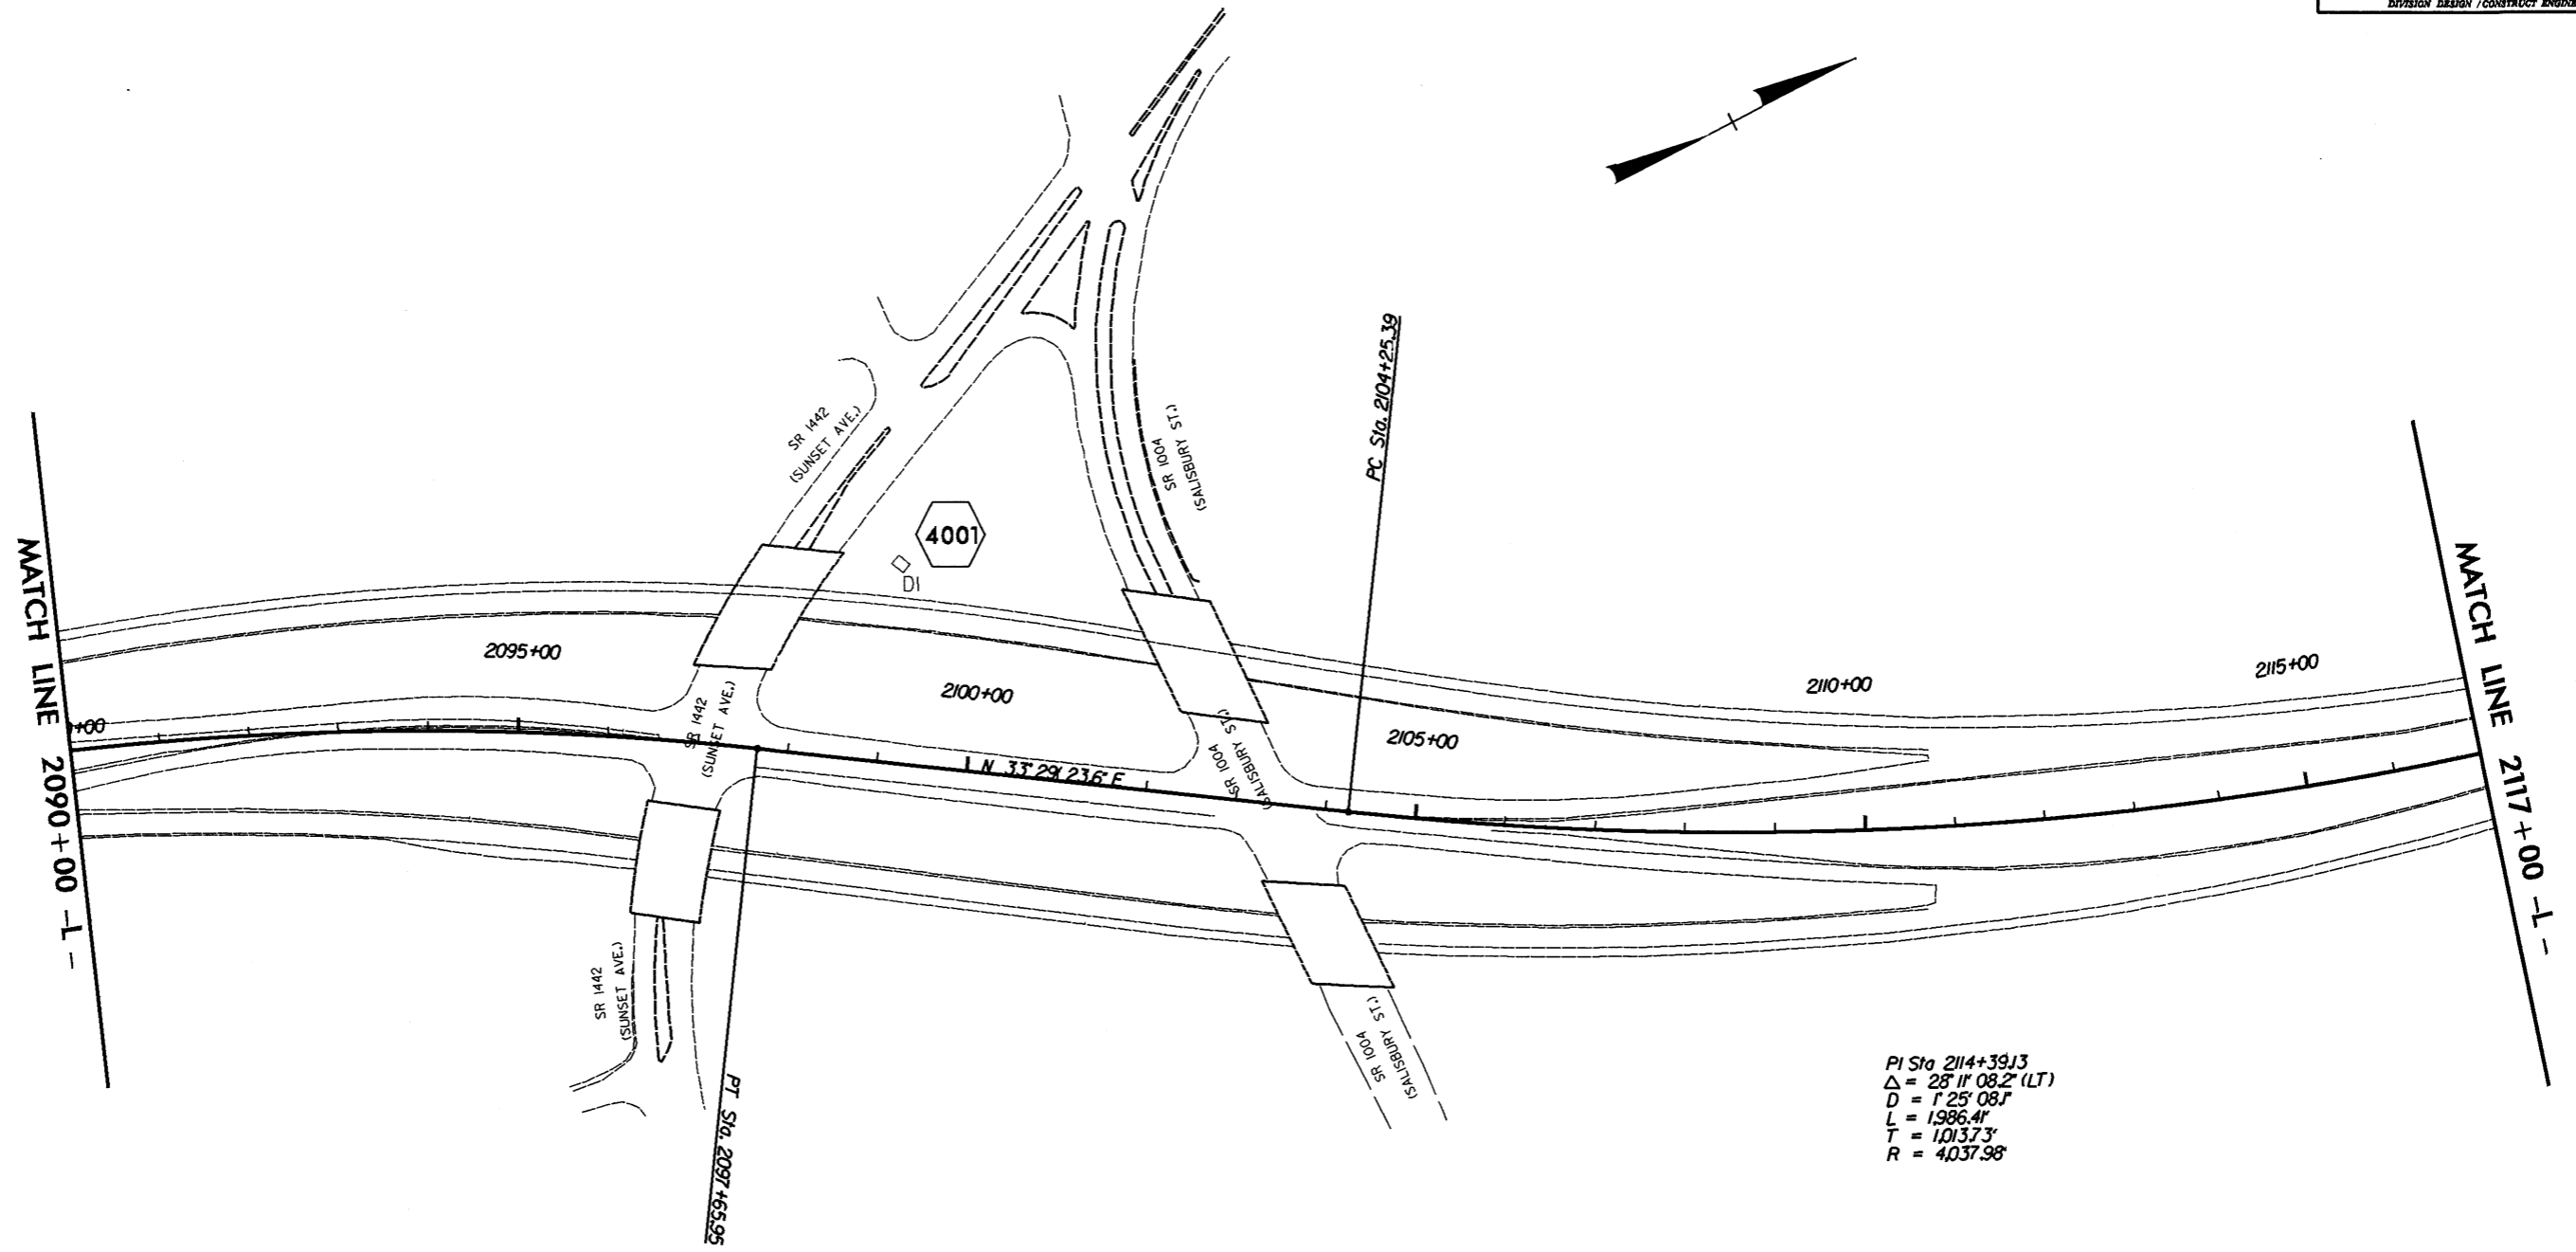 DIVISION DESIGN / CONSTRUCT
PC Sta. 2104+25.39
SR 1442
(SUNSET AVE.)
SR 1004
(SALISBURY ST.)
4001
DI
MATCH LINE 2090+00 -L-
MATCH LINE 2117+00 -L-
2095+00
2100+00
2105+00
2110+00
2115+00
+00
SR 1442
(SUNSET AVE.)
N 33° 29' 23.6" E
SR 1004
(SALISBURY ST.)
SR 1442
(SUNSET AVE.)
SR 1004
(SALISBURY ST.)
PT Sta. 2097+65.95
PI Sta 2114+39.13
Δ = 28° 11' 08.2" (LT)
D = 1° 25' 08.1"
L = 1,986.41'
T = 1,013.73'
R = 4,037.98'